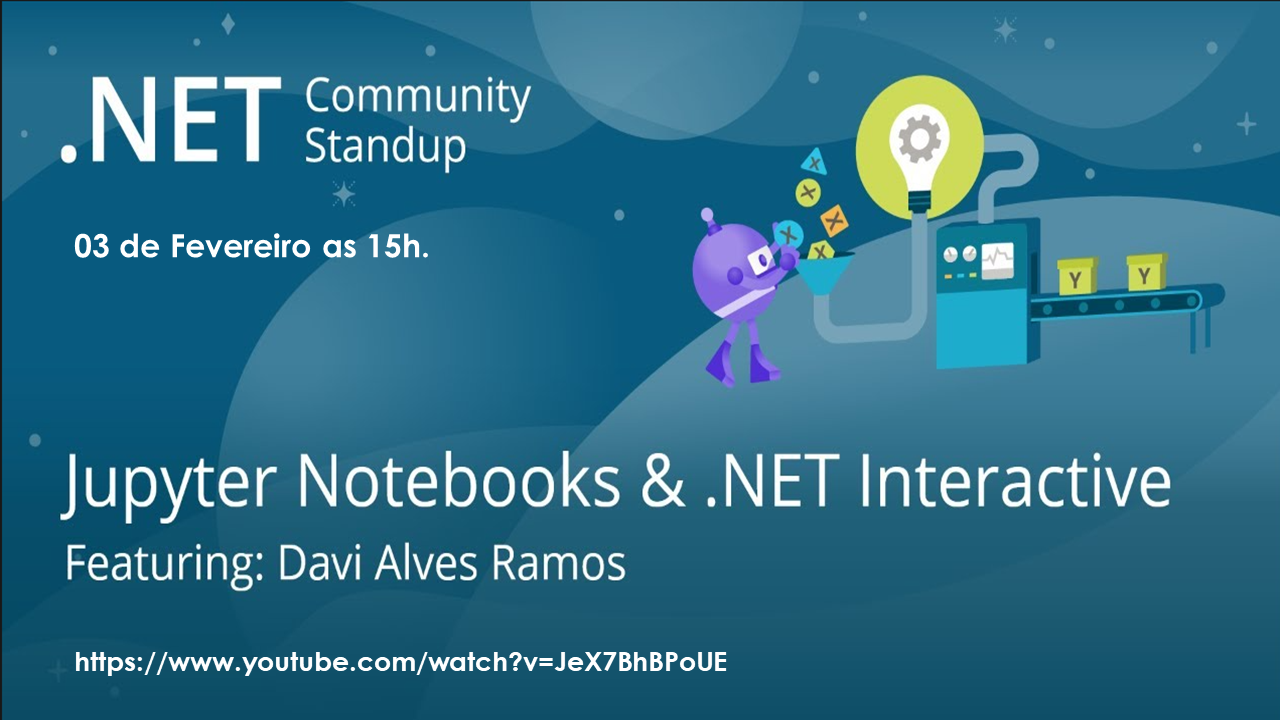 .NET Community
Standup
03 de Fevereiro as 15h.
X
X
X
X
X
Y
Y
Jupyter Notebooks & .NET Interactive
Featuring: Davi Alves Ramos
https://www.youtube.com/watch?v=JeX7BhBPoUE